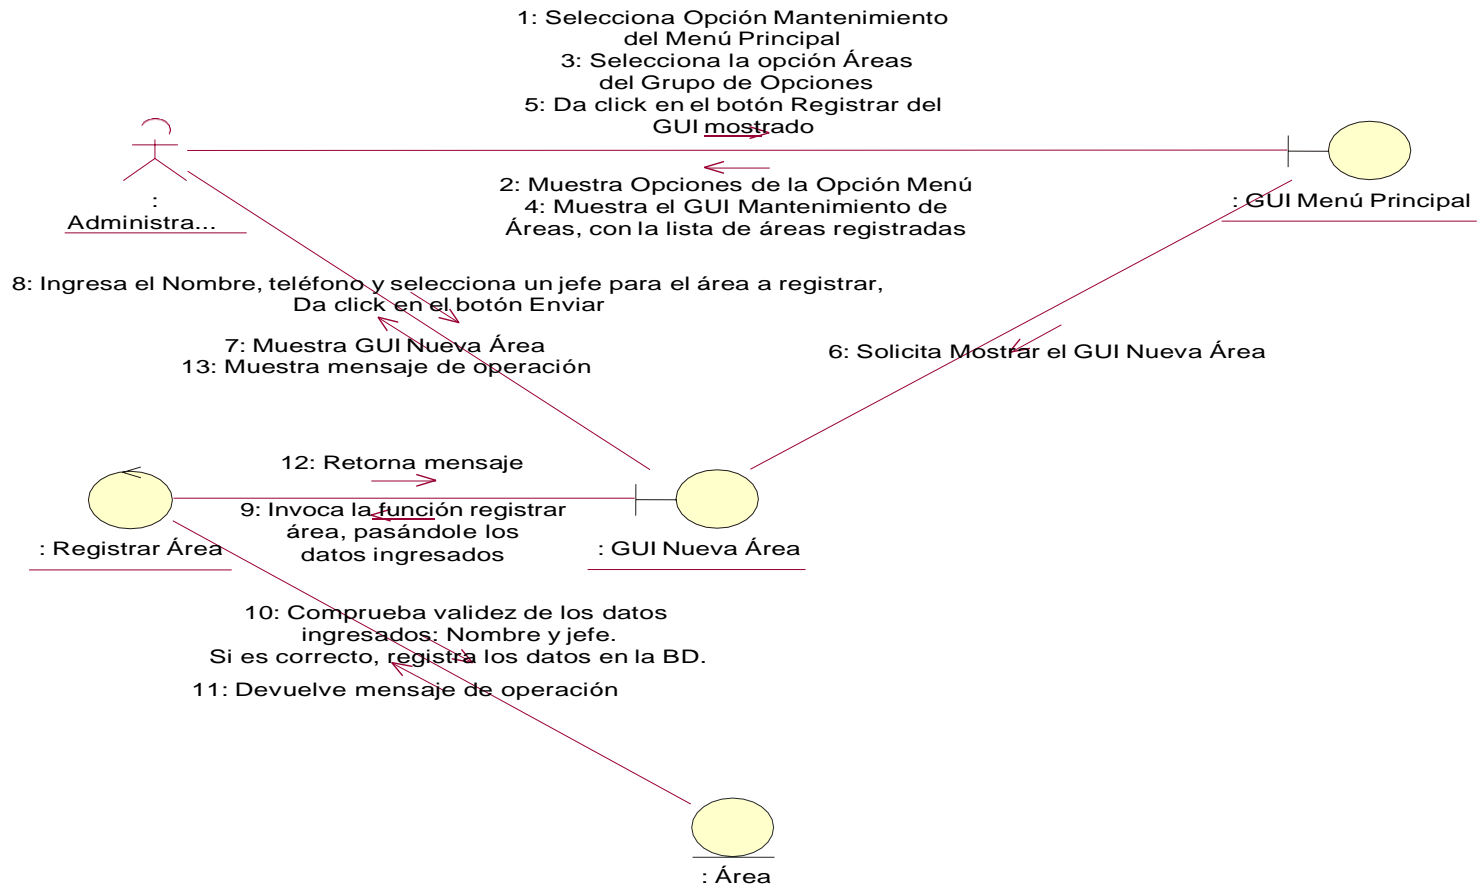 1: Selecciona Opción Mantenimiento
del Menú Principal
3: Selecciona la opción Áreas
del Grupo de Opciones
5: Da click en el botón Registrar del
GUI mostrado
2: Muestra Opciones de la Opción Menú
4: Muestra el GUI Mantenimiento de
Áreas, con la lista de áreas registradas
:
Administra...
: GUI Menú Principal
8: Ingresa el Nombre, teléfono y selecciona un jefe para el área a registrar,
Da click en el botón Enviar
7: Muestra GUI Nueva Área
13: Muestra mensaje de operación
6: Solicita Mostrar el GUI Nueva Área
12: Retorna mensaje
9: Invoca la función registrar
área, pasándole los
datos ingresados
: Registrar Área
: GUI Nueva Área
10: Comprueba validez de los datos
ingresados: Nombre y jefe.
Si es correcto, registra los datos en la BD.
11: Devuelve mensaje de operación
: Área